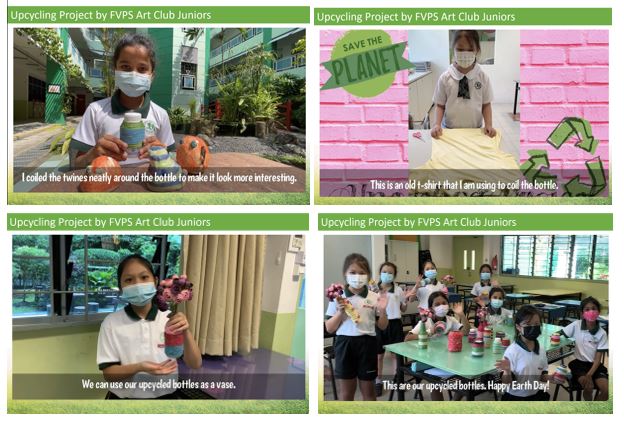 Upcycling Project by FVPS Art Club Juniors
I coiled the twines neatly around the bottle to make it look more interesting.
Upcycling Project by FVPS Art Club Juniors
SAVE THE
PLANET
This is an old t-shirt that I am using to coil the bottle.
Upcycling Project by FVPS Art Club Juniors
We can use our upcycled bottles as a vase.
Upcycling Project by FVPS Art Club Juniors
This are our upcycled bottles. Happy Earth Day!